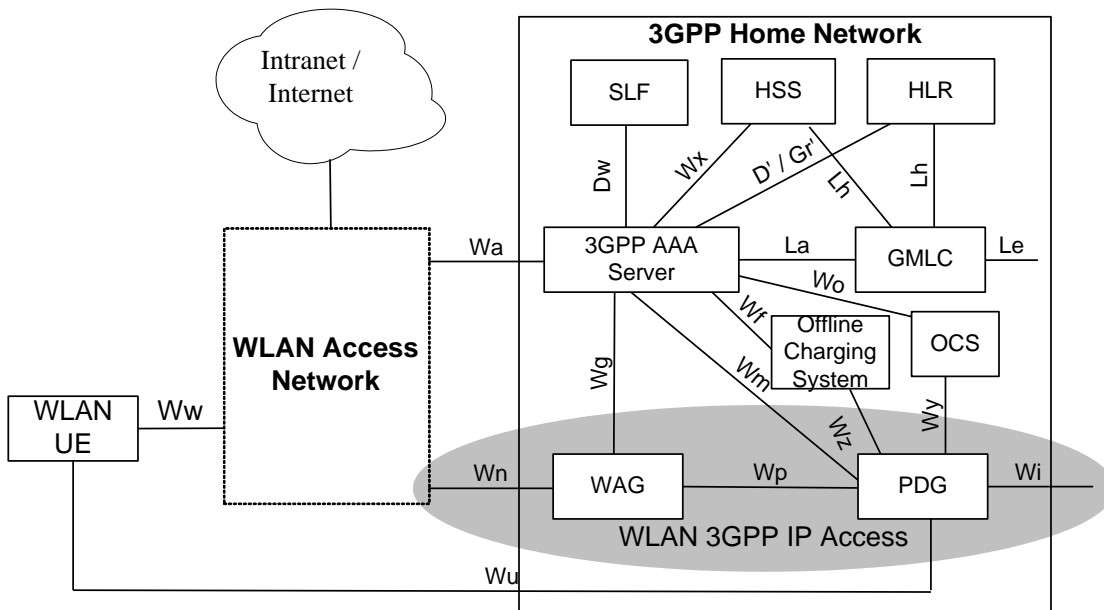 3GPP Home Network
Intranet /
Internet
SLF
HSS
HLR
Dw
Wx
D' / Gr'
Lh
Lh
Wa
3GPP AAA
Server
La
GMLC
Le
Wo
Wf
Offline
Charging
System
OCS
WLAN Access
Network
Wg
Wm
WLAN
UE
Ww
Wz
Wy
Wn
WAG
Wp
PDG
Wi
WLAN 3GPP IP Access
Wu